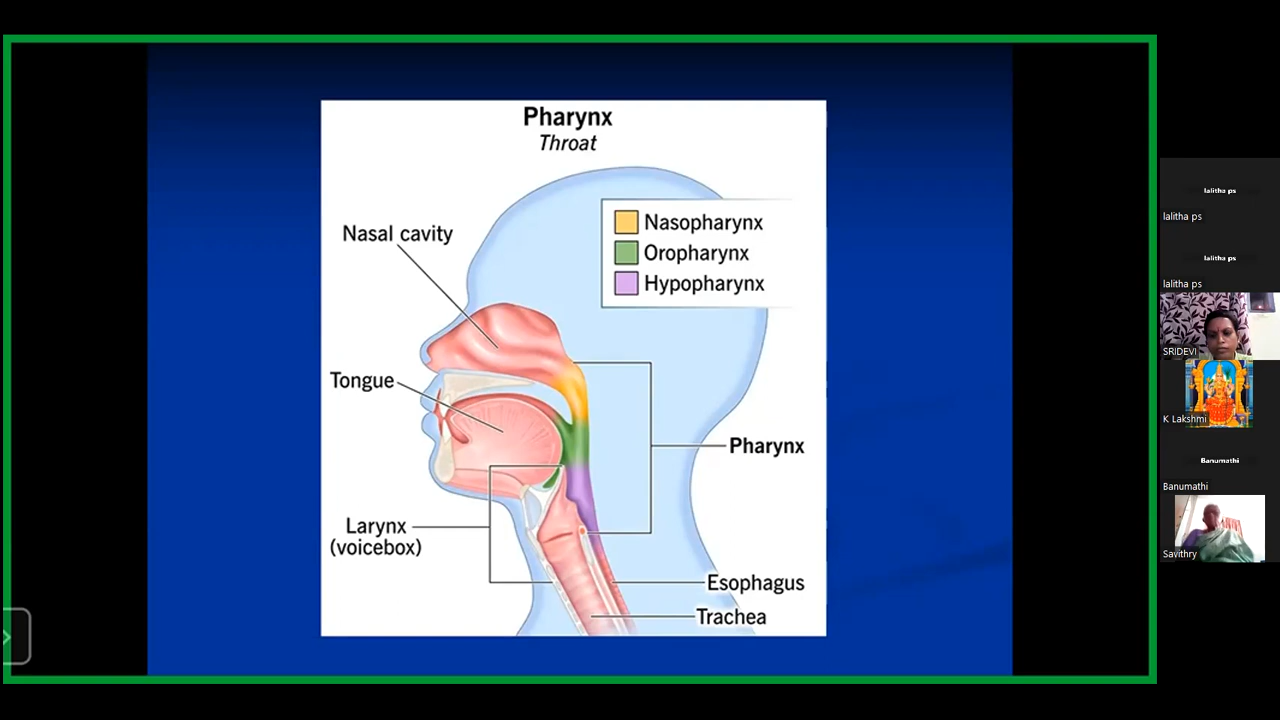 Pharynx
Throat
Nasal cavity
Nasopharynx
Oropharynx
Hypopharynx
Tongue
Pharynx
Larynx
(voicebox)
Esophagus
Trachea
lalitha ps
lalitha ps
lalitha ps
lalitha ps
SRIDEVI
K Lakshmi
Banumathi
Banumathi
Savithry